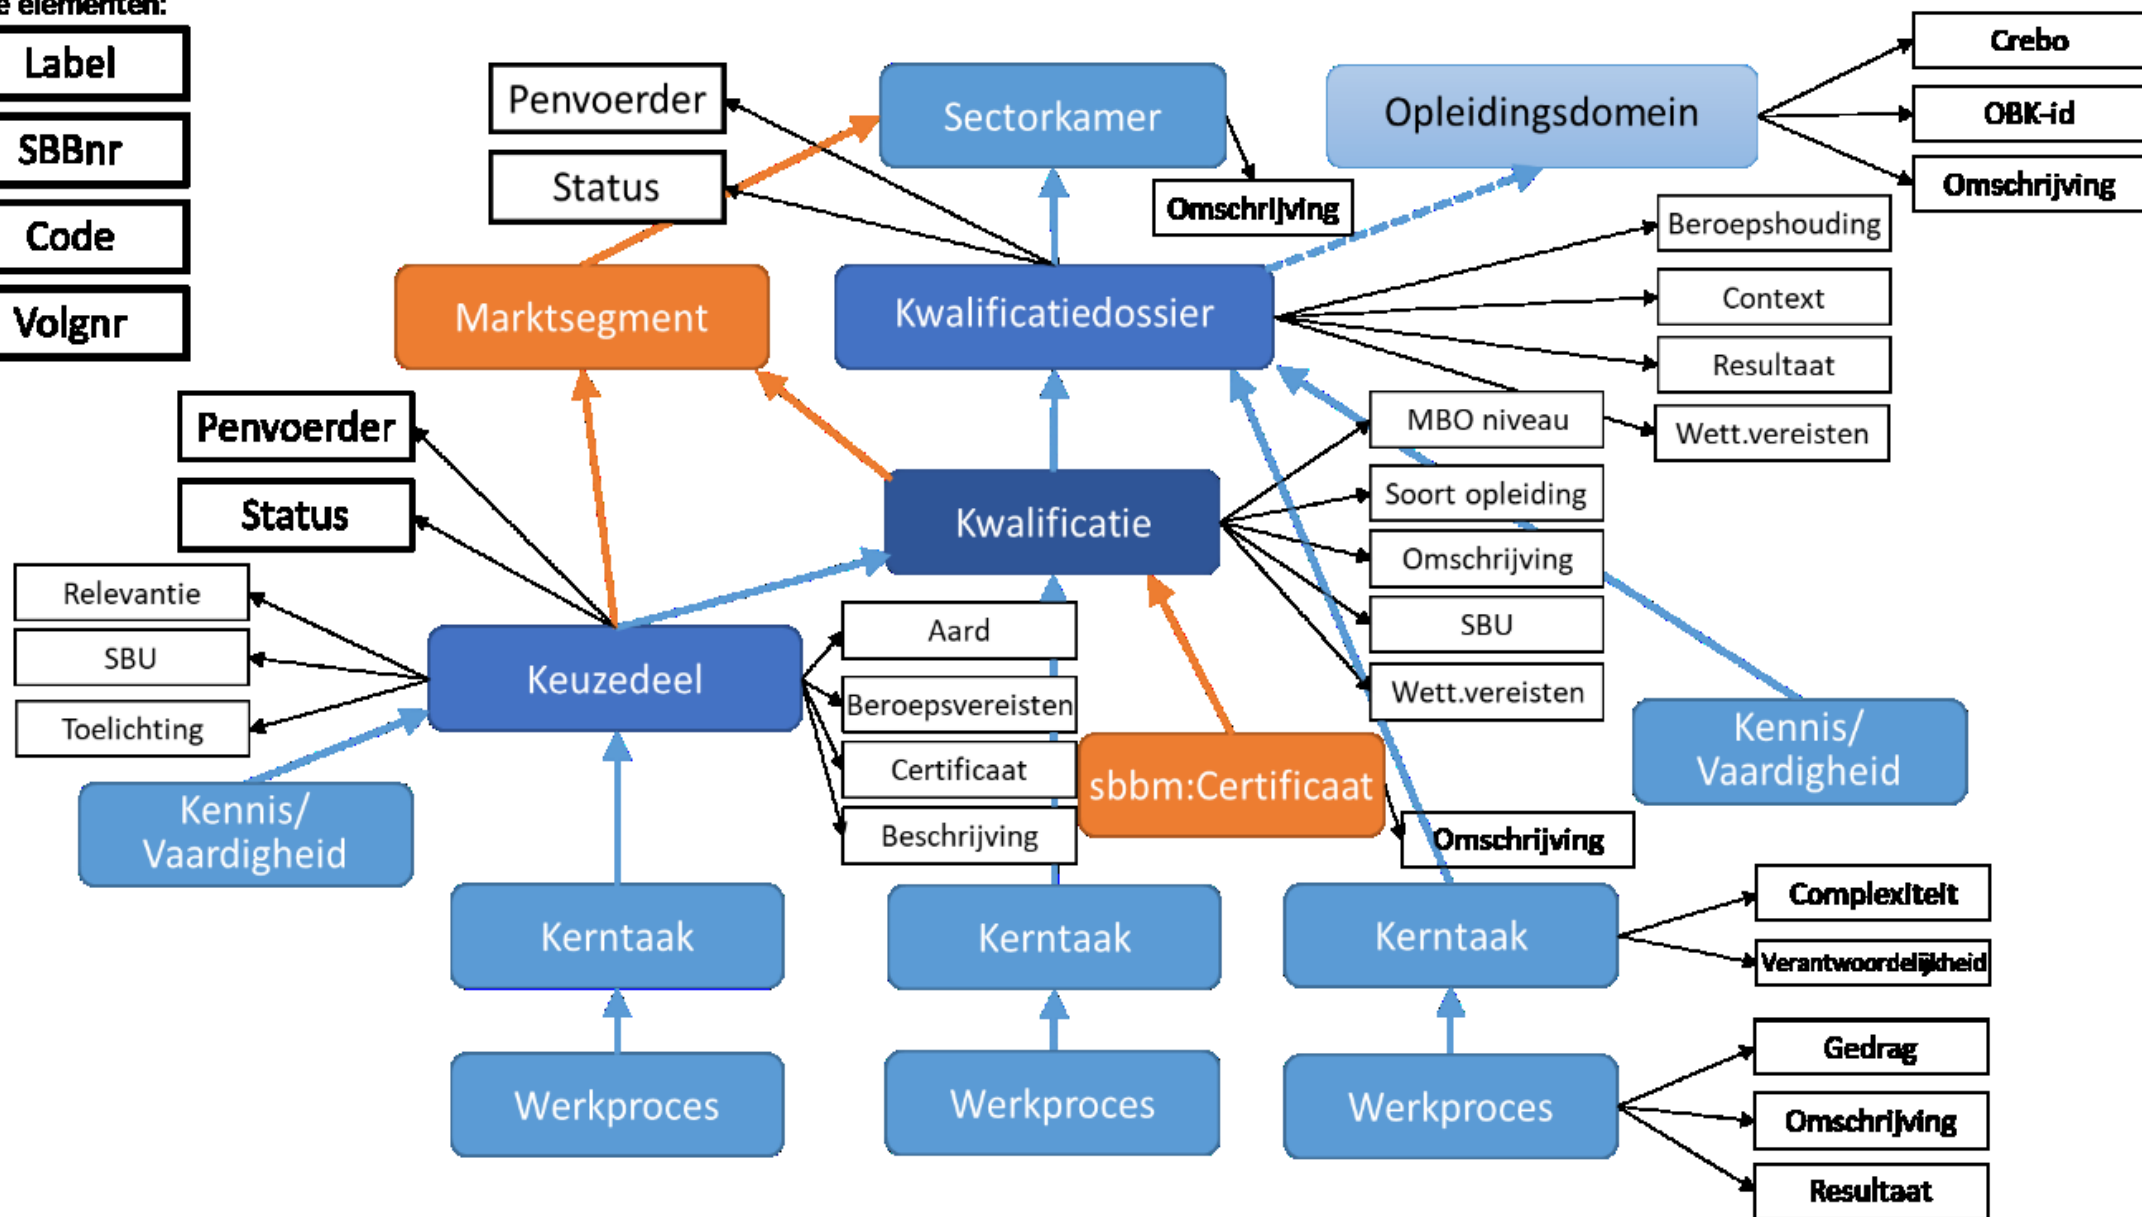 e elementen:
Label
SBBnr
Code
Volgnr
Penvoerder
Status
Sectorkamer
Omschrijving
Opleidingsdomein
Crebo
OBK-id
Omschrijving
Marktsegment
Kwalificatiedossier
Beroepshouding
Context
Resultaat
Wett.vereisten
Penvoerder
Status
Kwalificatie
MBO niveau
Soort opleiding
Omschrijving
SBU
Wett.vereisten
Relevantie
SBU
Toelichting
Keuzedeel
Aard
Beroepsvereisten
Certificaat
Beschrijving
sbbm:Certificaat
Omschrijving
Kennis/
Vaardigheid
Kennis/
Vaardigheid
Kerntaak
Kerntaak
Kerntaak
Complexiteit
Verantwoordelijkheid
Werkproces
Werkproces
Werkproces
Gedrag
Omschrijving
Resultaat